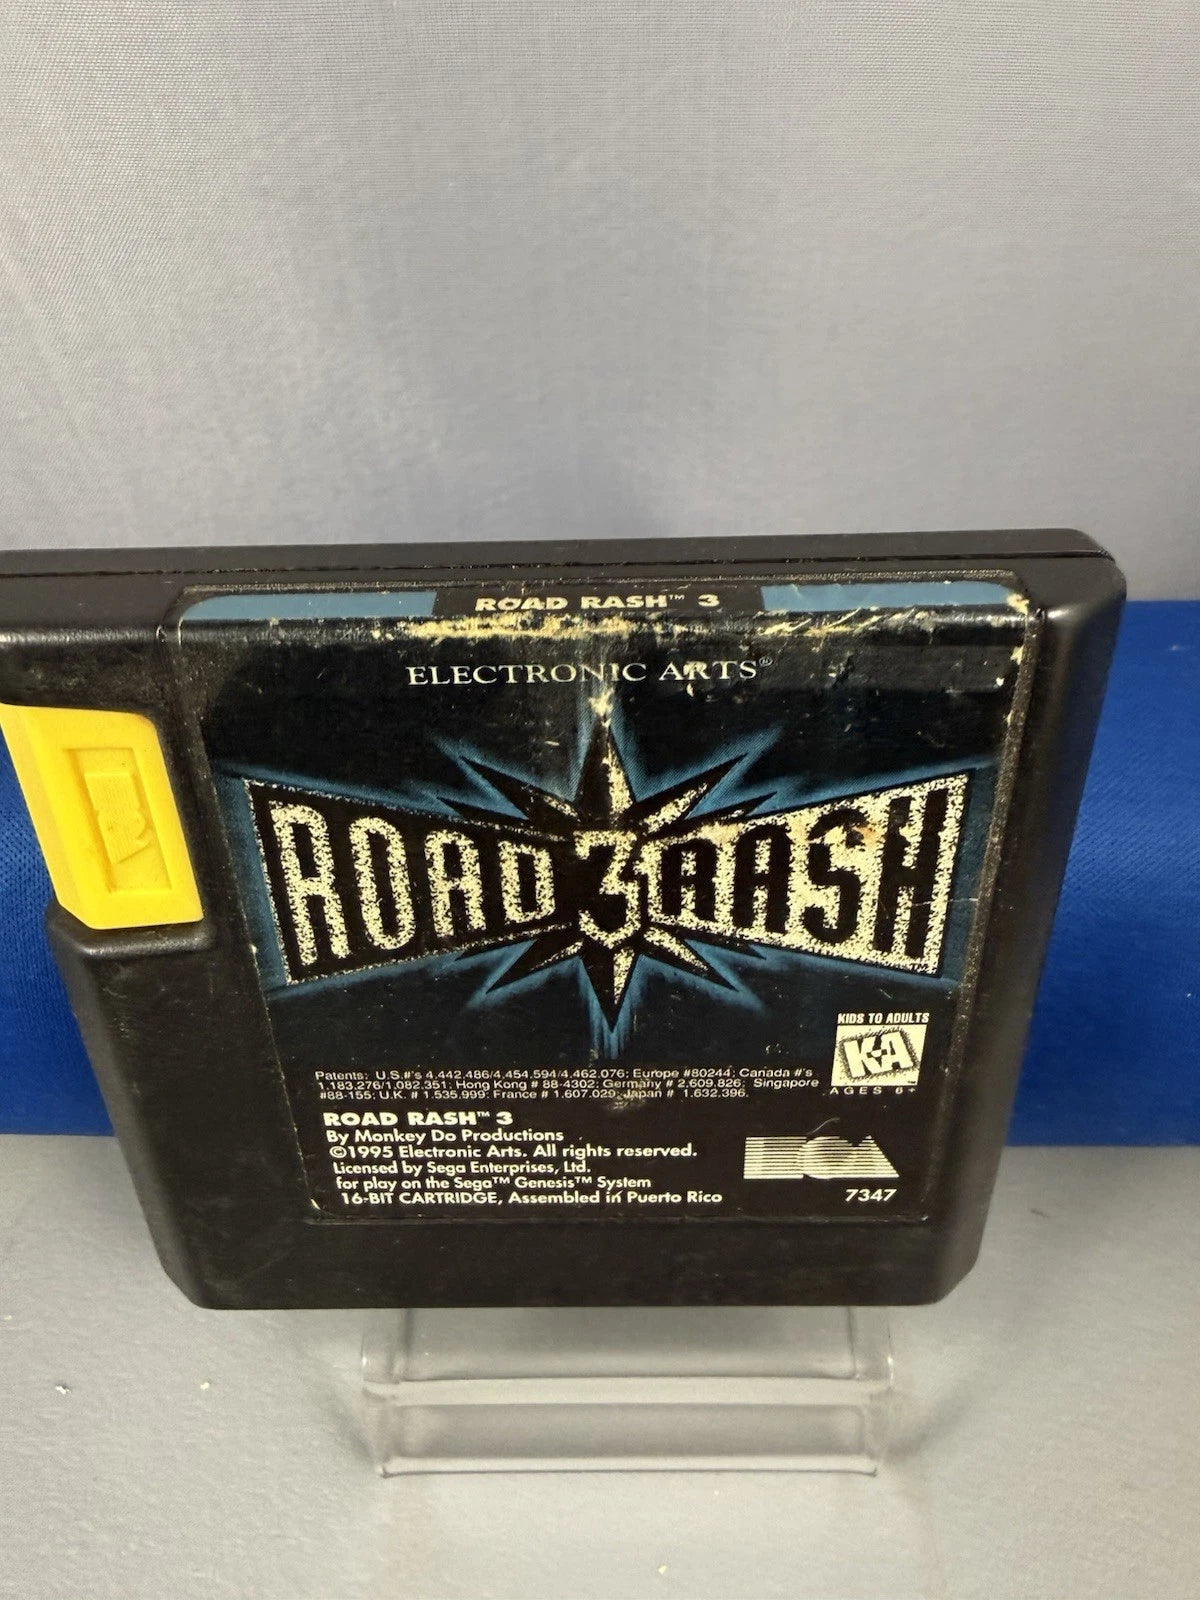 ROAD RASH™ 3
ELECTRONIC ARTS®
ROAD 3 RASH
KIDS TO ADULTS
K-A
AGES 6+
Patents: U.S.#'s 4,442,486/4,454,594/4,462,076; Europe #80244; Canada #'s
1,183,276/1,082,351; Hong Kong # 88-4302; Germany # 2,609,826; Singapore
#88-155; U.K. # 1,535,999; France # 1,607,029; Japan # 1,632,396.
ROAD RASH™ 3
By Monkey Do Productions
©1995 Electronic Arts. All rights reserved.
Licensed by Sega Enterprises, Ltd.
for play on the Sega™ Genesis™ System
16-BIT CARTRIDGE, Assembled in Puerto Rico
EA
7347